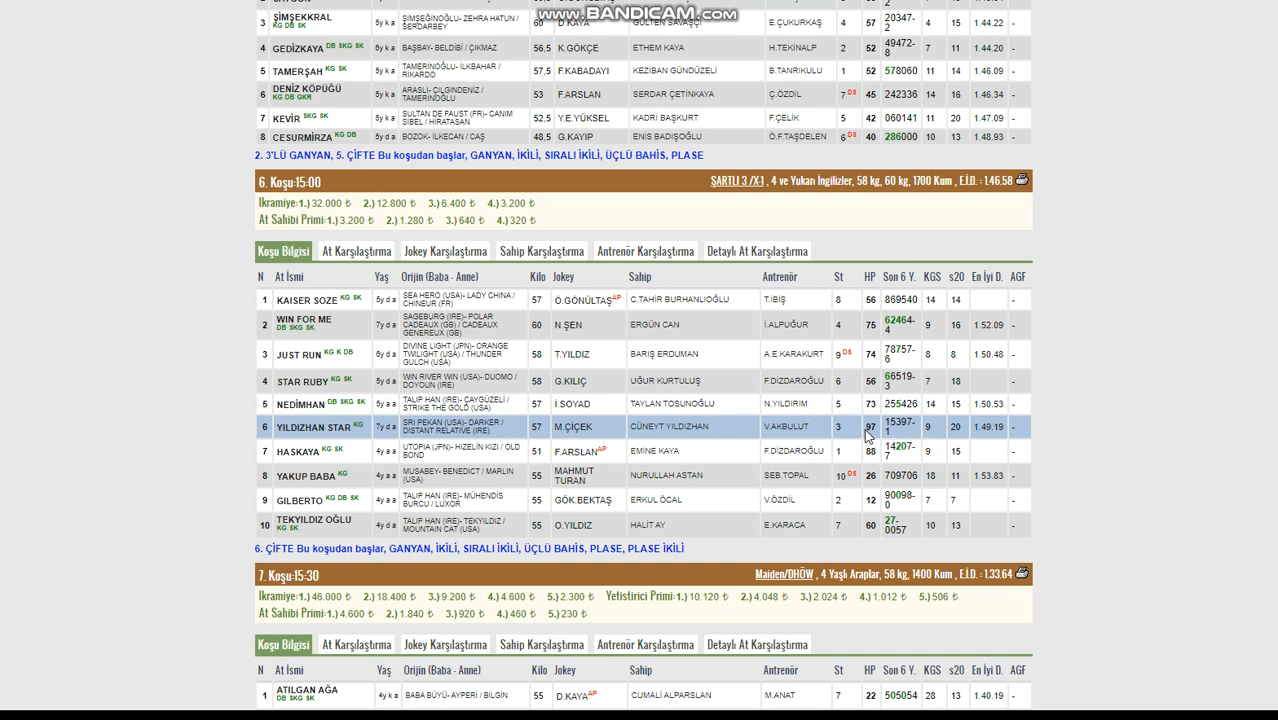 www.BANDICAM.com
3 ŞİMŞEKKRAL KG DB SK 5y k a ŞİMŞEĞİNOĞLU- ZEHRA HATUN / SERDARBEY 60 D.KAYA GÜLTEN SAVAŞÇI E.ÇUKURKAŞ 4 57 20347-2 4 15 1.44.22 -
4 GEDİZKAYA DB SKG SK 6y k a BAŞBAY- BELDİBİ / ÇIKMAZ 56,5 K.GÖKÇE ETHEM KAYA H.TEKİNALP 2 52 49472-8 7 11 1.44.20 -
5 TAMERŞAH KG SK 5y k a TAMERİNOĞLU- İLKBAHAR / RİKARDO 57,5 F.KABADAYI KEZİBAN GÜNDÜZELİ B.TANRIKULU 1 52 578060 11 14 1.46.09 -
6 DENİZ KÖPÜĞÜ KG DB GKR 5y k a ARASLI- ÇILGINDENİZ / TAMERİNOĞLU 53 F.ARSLAN SERDAR ÇETİNKAYA Ç.ÖZDİL 7 DS 45 242336 14 16 1.46.34 -
7 KEVİR SKG SK 5y k a SULTAN DE FAUST (FR)- CANIM SİBEL / HIRATASAN 52,5 Y.E.YÜKSEL KADRİ BAŞKURT F.ÇELİK 5 42 060141 11 20 1.47.09 -
8 CESURMİRZA KG DB 5y d a BOZOK- İLKECAN / CAŞ 48,5 G.KAYIP ENİS BADIŞOĞLU Ö.F.TAŞDELEN 6 DS 40 286000 10 13 1.48.93 -
2. 3'LÜ GANYAN, 5. ÇİFTE Bu koşudan başlar, GANYAN, İKİLİ, SIRALI İKİLİ, ÜÇLÜ BAHİS, PLASE
6. Koşu:15:00 ŞARTLI 3 /X-1 , 4 ve Yukarı İngilizler, 58 kg, 60 kg, 1700 Kum , E.İ.D. : 1.46.58
İkramiye: 1.) 32.000 ₺ 2.) 12.800 ₺ 3.) 6.400 ₺ 4.) 3.200 ₺
At Sahibi Primi: 1.) 3.200 ₺ 2.) 1.280 ₺ 3.) 640 ₺ 4.) 320 ₺
Koşu Bilgisi At Karşılaştırma Jokey Karşılaştırma Sahip Karşılaştırma Antrenör Karşılaştırma Detaylı At Karşılaştırma
N At İsmi Yaş Orijin (Baba - Anne) Kilo Jokey Sahip Antrenör St HP Son 6 Y. KGS s20 En İyi D. AGF
1 KAISER SOZE KG SK 5y d a SEA HERO (USA)- LADY CHINA / CHINEUR (FR) 57 Ö.GÖNÜLTAŞ AP C.TAHİR BURHANLIOĞLU T.İBİŞ 8 56 869540 14 14 -
2 WIN FOR ME DB SKG SK 7y d a SAGEBURG (IRE)- POLAR CADEAUX (GB) / CADEAUX GENEREUX (GB) 60 N.ŞEN ERGÜN CAN İ.ALPUĞUR 4 75 62464-4 9 16 1.52.09 -
3 JUST RUN KG K DB 6y d a DIVINE LIGHT (JPN)- ORANGE TWILIGHT (USA) / THUNDER GULCH (USA) 58 T.YILDIZ BARIŞ ERDUMAN A.E.KARAKURT 9 DS 74 78757-6 8 8 1.50.48 -
4 STAR RUBY KG SK 5y d a WIN RIVER WIN (USA)- DUOMO / DOYOUN (IRE) 58 G.KILIÇ UĞUR KURTULUŞ F.DİZDAROĞLU 6 56 66519-3 7 18 -
5 NEDİMHAN DB SKG SK 5y a a TALIP HAN (IRE)- ÇAYGÜZELİ / STRIKE THE GOLD (USA) 57 İ.SOYAD TAYLAN TOSUNOĞLU N.YILDIRIM 5 73 255426 14 15 1.50.53 -
6 YILDIZHAN STAR KG 7y d a SRI PEKAN (USA)- DARKER / DISTANT RELATIVE (IRE) 57 M.ÇİÇEK CÜNEYT YILDIZHAN V.AKBULUT 3 97 15397-1 9 20 1.49.19 -
7 HASKAYA KG SK 4y a a UTOPIA (JPN)- HIZELİN KIZI / OLD BOND 51 F.ARSLAN AP EMİNE KAYA F.DİZDAROĞLU 1 88 14207-7 9 15 -
8 YAKUP BABA KG 4y a a MUSABEY- BENEDICT / MARLIN (USA) 55 MAHMUT TURAN NURULLAH ASTAN SEB.TOPAL 10 DS 26 709706 18 11 1.53.83 -
9 GILBERTO KG DB SK 4y a a TALIP HAN (IRE)- MÜHENDİS BURCU / LUXOR 55 GÖK.BEKTAŞ ERKUL ÖCAL V.ÖZDİL 2 12 90098-0 7 7 -
10 TEKYILDIZ OĞLU KG SK 4y d a TALIP HAN (IRE)- TEKYILDIZ / MOUNTAIN CAT (USA) 55 O.YILDIZ HALİT AY E.KARACA 7 60 27-0057 10 13 -
6. ÇİFTE Bu koşudan başlar, GANYAN, İKİLİ, SIRALI İKİLİ, ÜÇLÜ BAHİS, PLASE, PLASE İKİLİ
7. Koşu:15:30 Maiden/DHÖW , 4 Yaşlı Araplar, 58 kg, 1400 Kum , E.İ.D. : 1.33.64
İkramiye: 1.) 46.000 ₺ 2.) 18.400 ₺ 3.) 9.200 ₺ 4.) 4.600 ₺ 5.) 2.300 ₺ Yetistirici Primi: 1.) 10.120 ₺ 2.) 4.048 ₺ 3.) 2.024 ₺ 4.) 1.012 ₺ 5.) 506 ₺
At Sahibi Primi: 1.) 4.600 ₺ 2.) 1.840 ₺ 3.) 920 ₺ 4.) 460 ₺ 5.) 230 ₺
Koşu Bilgisi At Karşılaştırma Jokey Karşılaştırma Sahip Karşılaştırma Antrenör Karşılaştırma Detaylı At Karşılaştırma
N At İsmi Yaş Orijin (Baba - Anne) Kilo Jokey Sahip Antrenör St HP Son 6 Y. KGS s20 En İyi D. AGF
1 ATILGAN AĞA DB SKG SK 4y k a BABA BÜYÜ- AYPERİ / BİLGİN 55 D.KAYA AP CUMALİ ALPARSLAN M.ANAT 7 22 505054 28 13 1.40.19 -